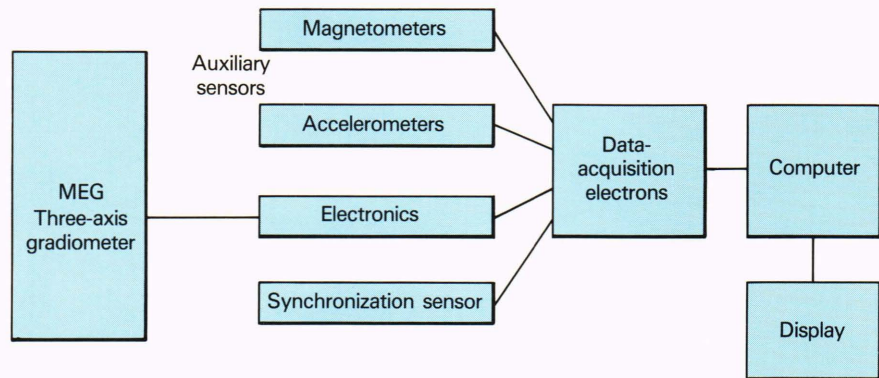 MEG
Three-axis
gradiometer
Auxiliary
sensors
Magnetometers
Accelerometers
Electronics
Synchronization sensor
Data-
acquisition
electrons
Computer
Display